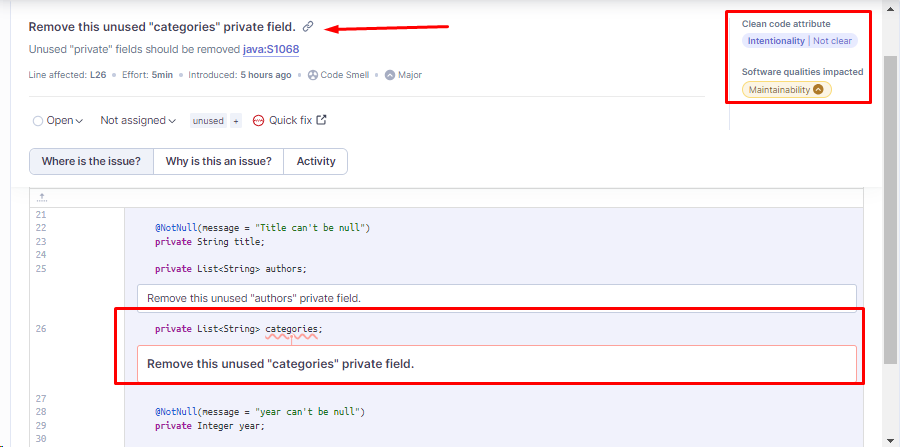 Remove this unused "categories" private field.
Unused "private" fields should be removed java:S1068
Line affected: L26 • Effort: 5min • Introduced: 5 hours ago • Code Smell • Major
Clean code attribute
Intentionality | Not clear
Software qualities impacted
Maintainability
Open Not assigned unused + Quick fix
Where is the issue? Why is this an issue? Activity
21
22 @NotNull(message = "Title can't be null")
23 private String title;
24
25 private List<String> authors;
Remove this unused "authors" private field.
26 private List<String> categories;
Remove this unused "categories" private field.
27
28 @NotNull(message = "year can't be null")
29 private Integer year;
30